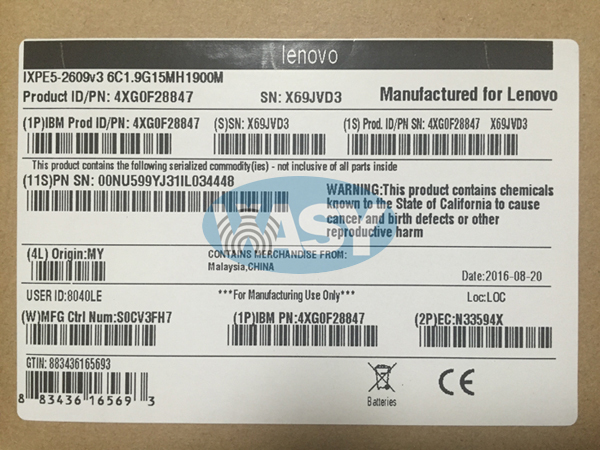 lenovo
IXPE5-2609v3 6C1.9G15MH1900M
Product ID/PN: 4XG0F28847 SN: X69JVD3 Manufactured for Lenovo
(1P)IBM Prod ID/PN: 4XG0F28847 (S)SN: X69JVD3 (1S) Prod. ID/PN SN: 4XG0F28847 X69JVD3
This product contains the following serialized commodity(ies) - not inclusive of all parts inside
(11S)PN SN: 00NU599YJ31IL034448
WARNING:This product contains chemicals
known to the State of California to cause
cancer and birth defects or other
reproductive harm
WASY
(4L) Origin:MY
CONTAINS MERCHANDISE FROM:
Malaysia,CHINA
Date:2016-08-20
USER ID:8040LE ***For Manufacturing Use Only*** Loc:LOC
(W)MFG Ctrl Num:S0CV3FH7 (1P)IBM PN:4XG0F28847 (2P)EC:N33594X
GTIN: 883436165693
8 83436 16569 3
Batteries
CE